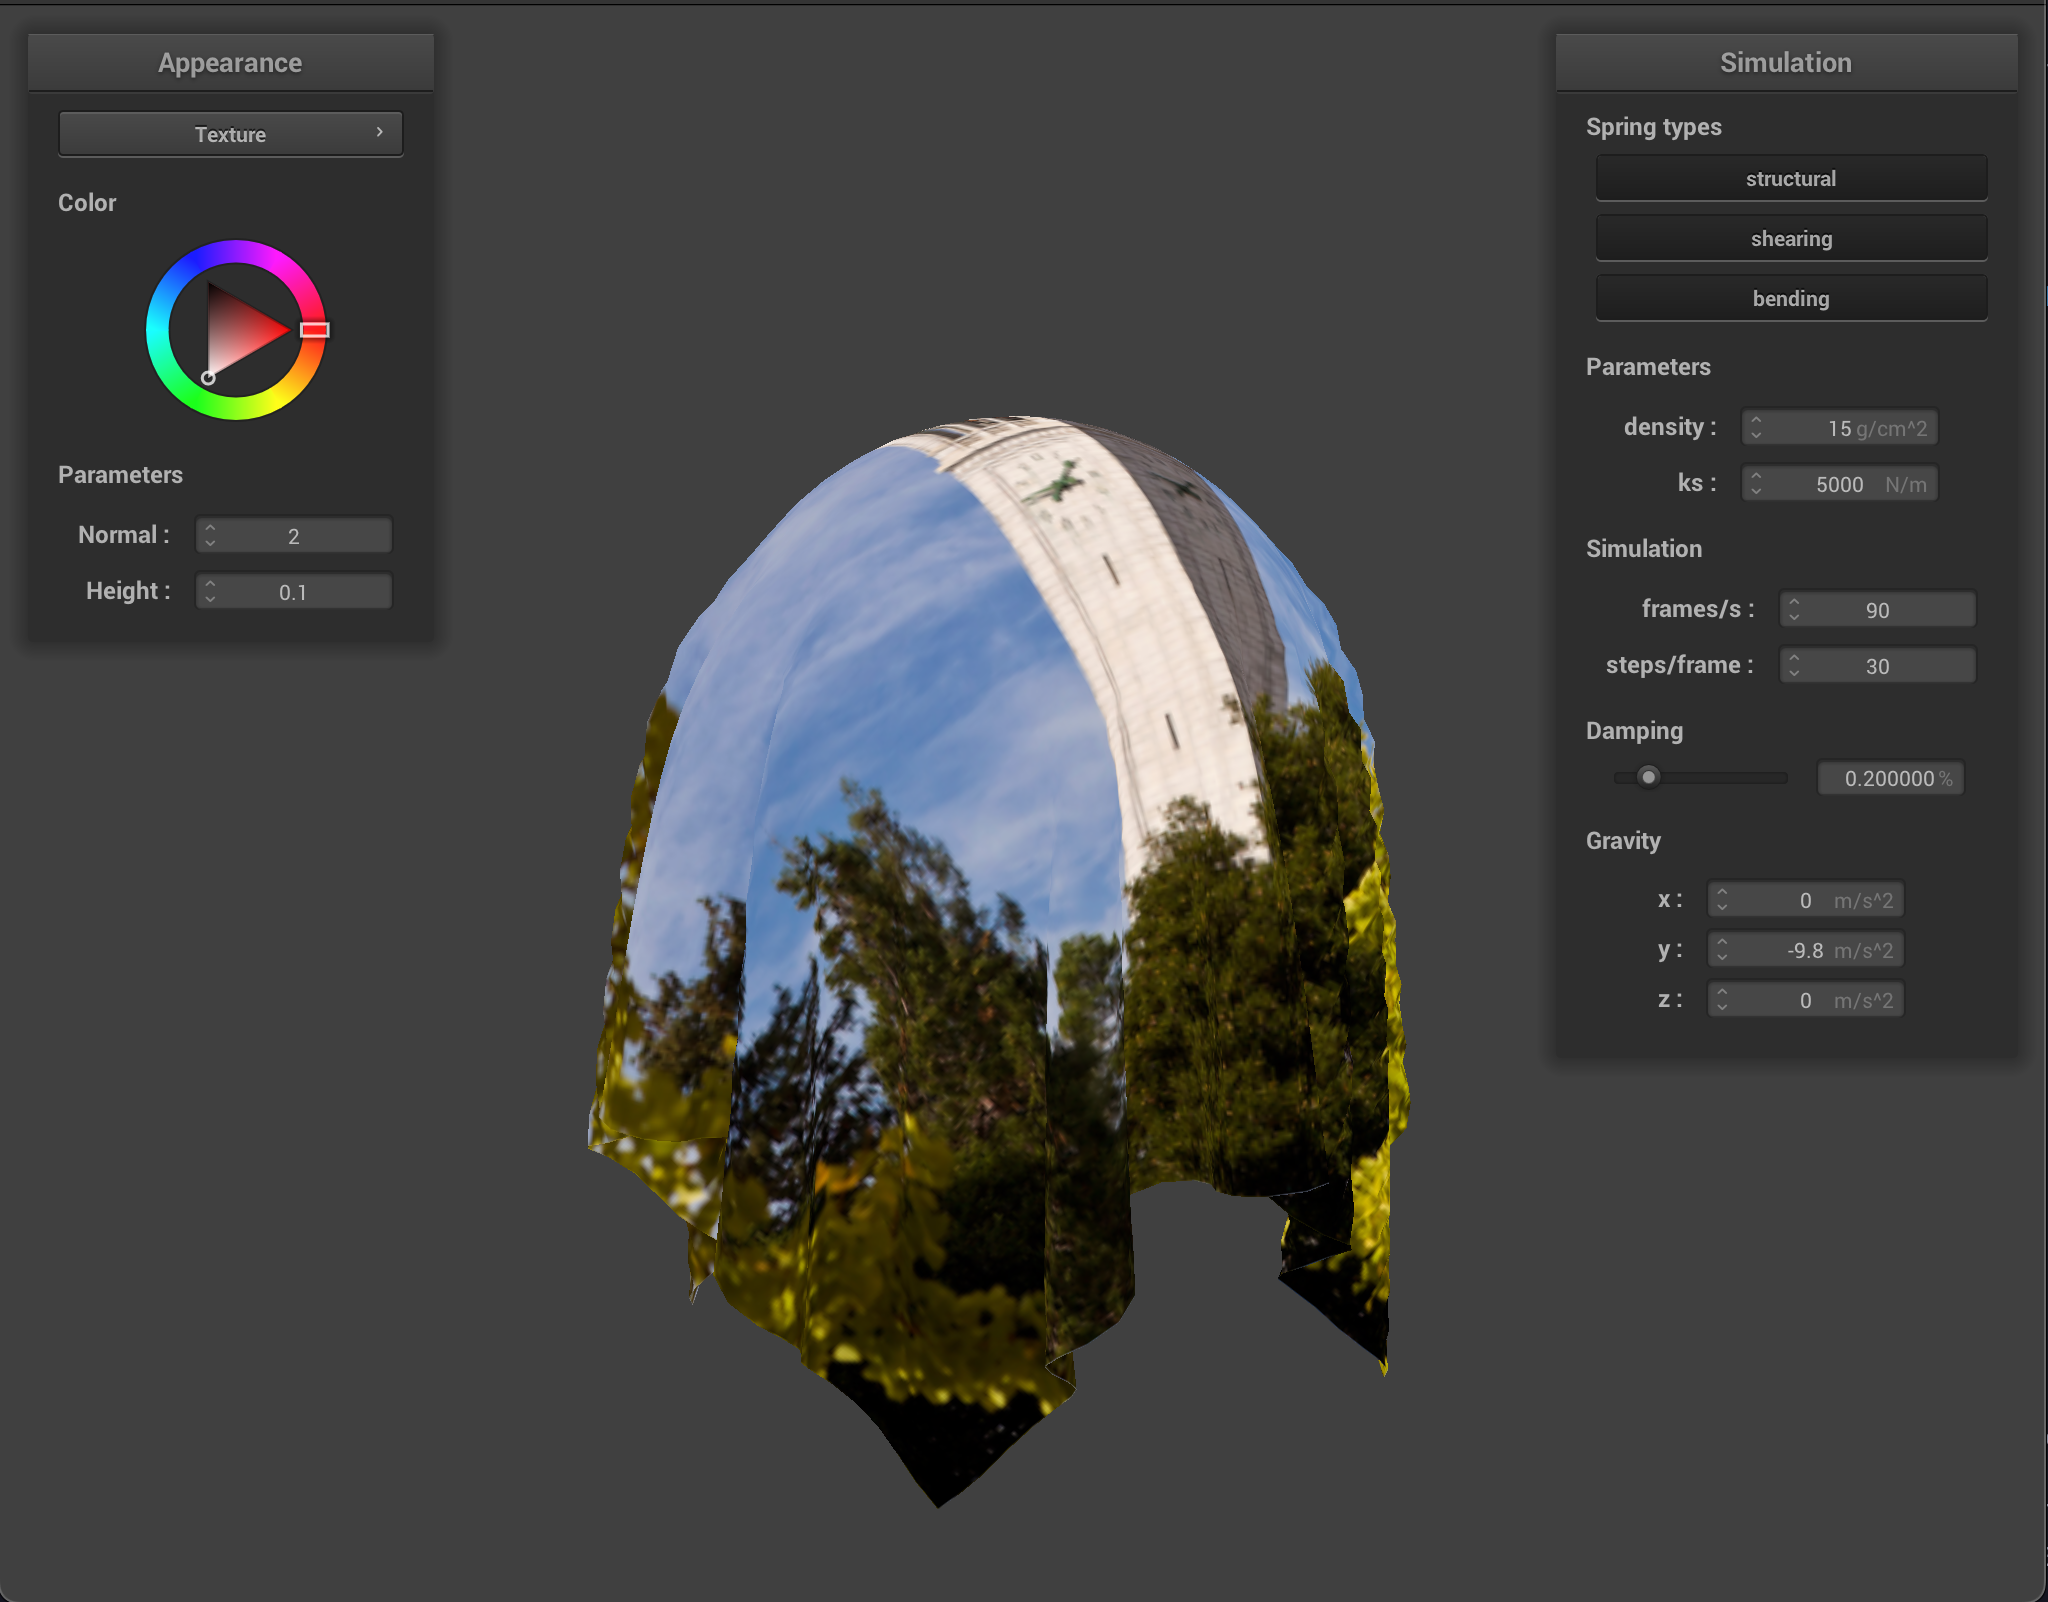 Appearance
Texture
Color
Parameters
Normal : 2
Height : 0.1
Simulation
Spring types
structural
shearing
bending
Parameters
density : 15 g/cm^2
ks : 5000 N/m
Simulation
frames/s : 90
steps/frame : 30
Damping
0.200000 %
Gravity
x : 0 m/s^2
y : -9.8 m/s^2
z : 0 m/s^2